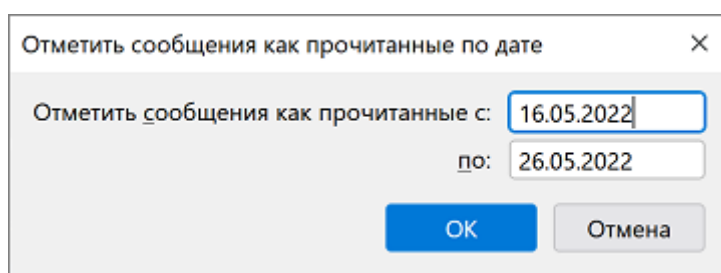 Отметить сообщения как прочитанные по дате
Отметить сообщения как прочитанные с: 16.05.2022
по: 26.05.2022
ОК Отмена